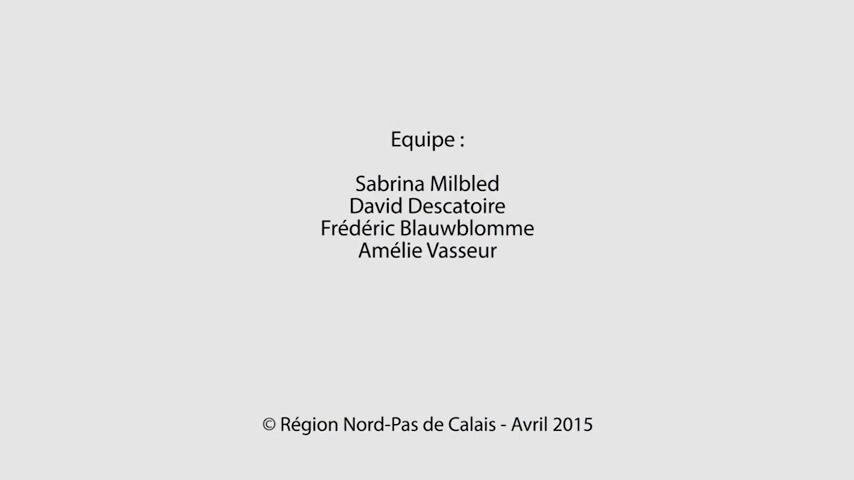 Equipe :
Sabrina Milbled
David Descatoire
Frédéric Blauwblomme
Amélie Vasseur
© Région Nord-Pas de Calais - Avril 2015